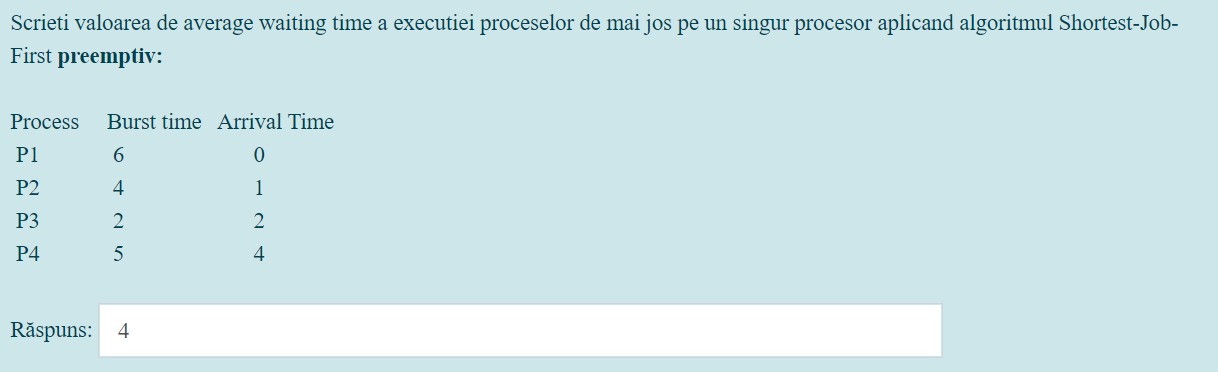 Scrieti valoarea de average waiting time a executiei proceselor de mai jos pe un singur procesor aplicand algoritmul Shortest-Job-
First preemptiv:
Process Burst time Arrival Time
P1 6 0
P2 4 1
P3 2 2
P4 5 4
Răspuns: 4